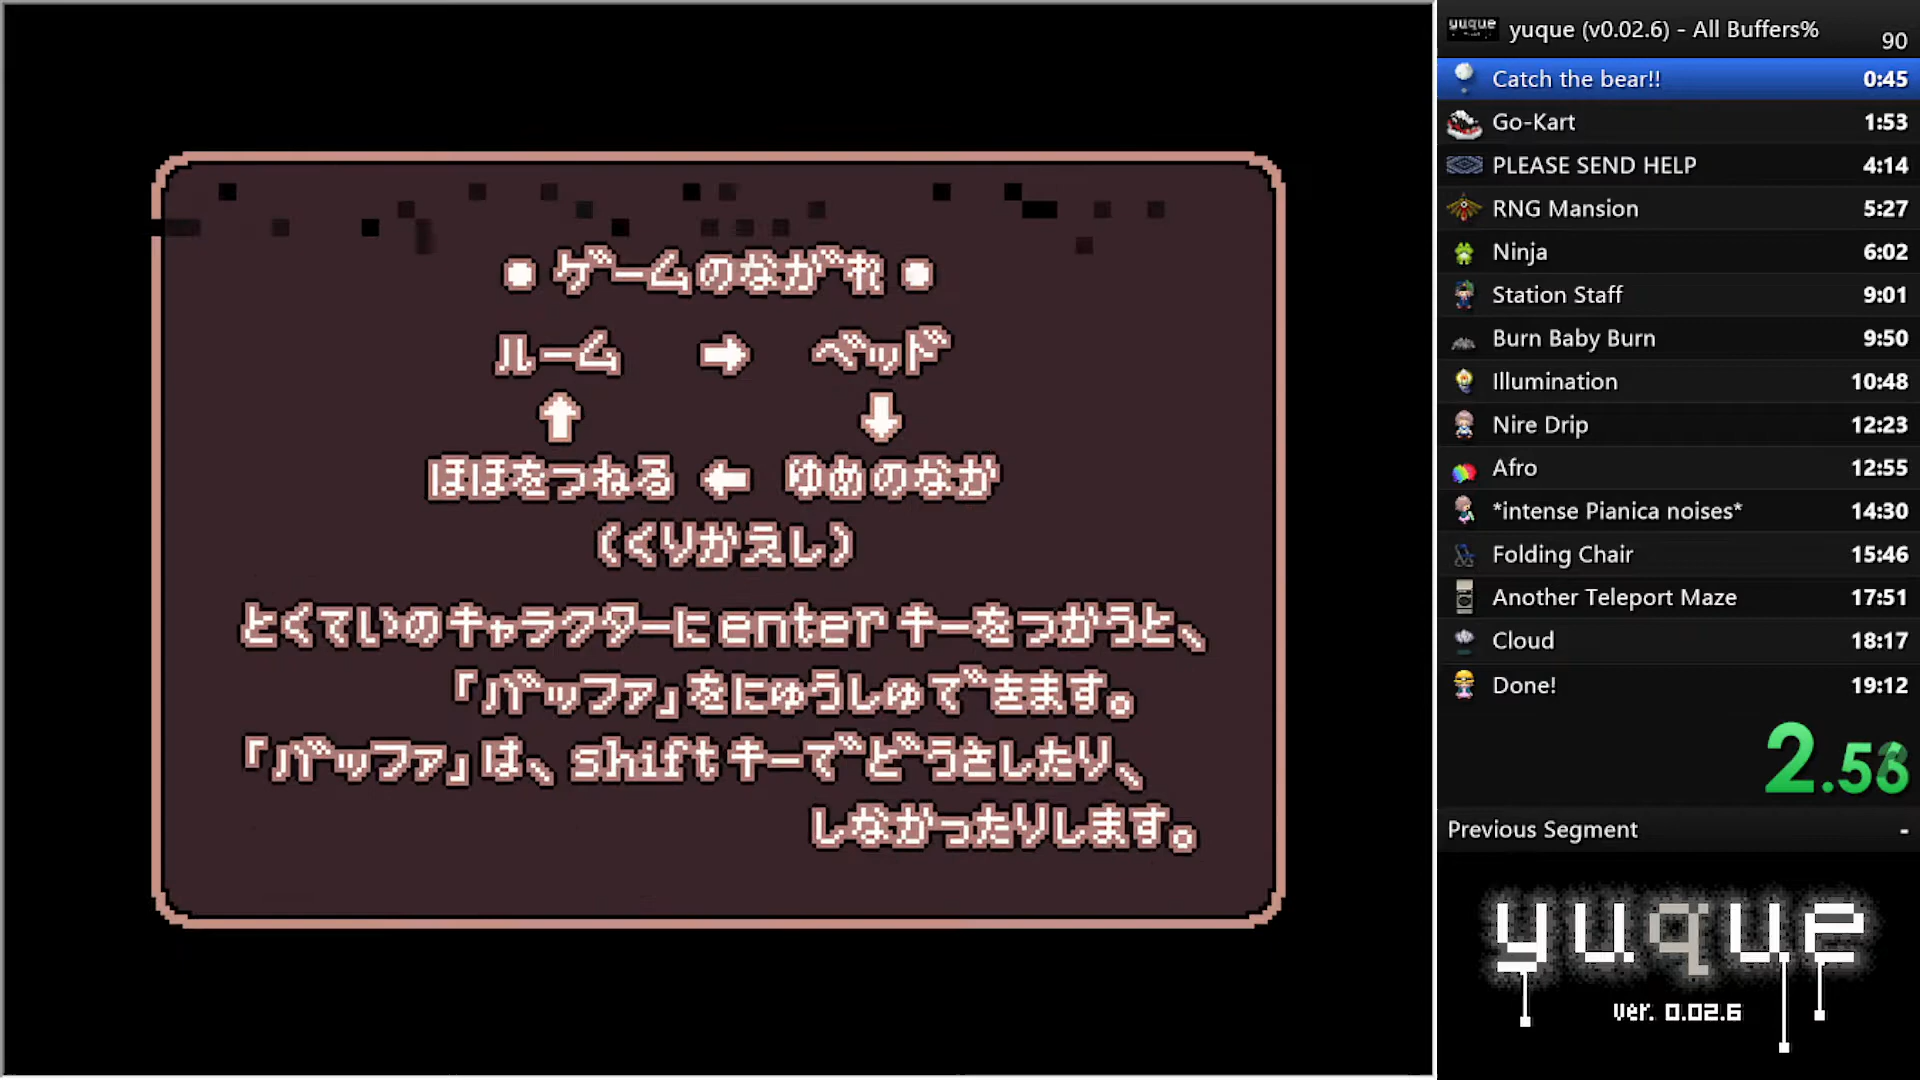 ● ゲームのながれ ●
ルーム ➡ ベッド
⬆ ⬇
ほほをつねる ⬅ ゆめのなか
(くりかえし)
とくていのキャラクターにenterキーをつかうと、
「バッファ」をにゅうしゅできます。
「バッファ」は、shiftキーでどうさしたり、
しなかったりします。
yuque (v0.02.6) - All Buffers%
90
Catch the bear!! 0:45
Go-Kart 1:53
PLEASE SEND HELP 4:14
RNG Mansion 5:27
Ninja 6:02
Station Staff 9:01
Burn Baby Burn 9:50
Illumination 10:48
Nire Drip 12:23
Afro 12:55
*intense Pianica noises* 14:30
Folding Chair 15:46
Another Teleport Maze 17:51
Cloud 18:17
Done! 19:12
Previous Segment -
yuque
ver. 0.02.6